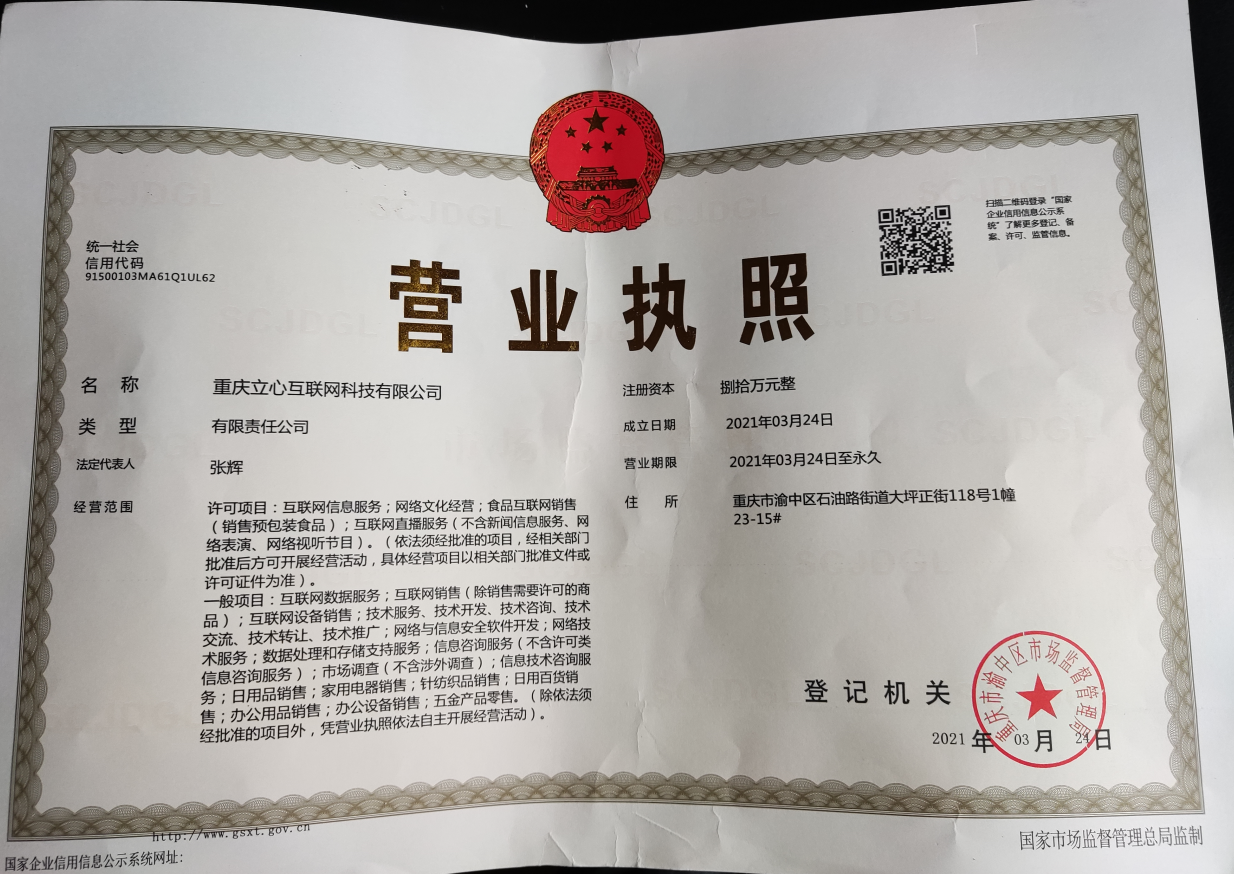 扫描二维码登录“国家
企业信用信息公示系
统”了解更多登记、备
案、许可、监管信息。
统一社会
信用代码
91500103MA61Q1UL62
营业执照
名 称 重庆立心互联网科技有限公司
类 型 有限责任公司
法定代表人 张辉
经营范围 许可项目：互联网信息服务；网络文化经营；食品互联网销售
（销售预包装食品）；互联网直播服务（不含新闻信息服务、网
络表演、网络视听节目）。（依法须经批准的项目，经相关部门
批准后方可开展经营活动，具体经营项目以相关部门批准文件或
许可证件为准）。
一般项目：互联网数据服务；互联网销售（除销售需要许可的商
品）；互联网设备销售；技术服务、技术开发、技术咨询、技术
交流、技术转让、技术推广；网络与信息安全软件开发；网络技
术服务；数据处理和存储支持服务；信息咨询服务（不含许可类
信息咨询服务）；市场调查（不含涉外调查）；信息技术咨询服
务；日用品销售；家用电器销售；针纺织品销售；日用百货销
售；办公用品销售；办公设备销售；五金产品零售。（除依法须
经批准的项目外，凭营业执照依法自主开展经营活动）。
注册资本 捌拾万元整
成立日期 2021年03月24日
营业期限 2021年03月24日至永久
住 所 重庆市渝中区石油路街道大坪正街118号1幢
23-15#
登记机关
重庆市渝中区市场监督管理局
2021 年 03 月 24 日
http://www.gsxt.gov.cn
国家企业信用信息公示系统网址：
国家市场监督管理总局监制
SCJDGL
SCJDGL
SCJDGL
SCJDGL